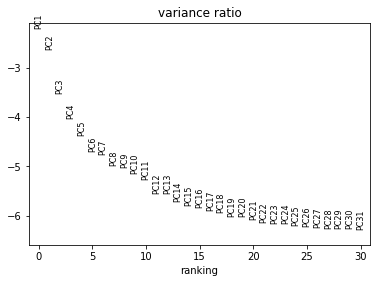 variance ratio
PC1
PC2
PC3
PC4
PC5
PC6
PC7
PC8
PC9
PC10
PC11
PC12
PC13
PC14
PC15
PC16
PC17
PC18
PC19
PC20
PC21
PC22
PC23
PC24
PC25
PC26
PC27
PC28
PC29
PC30
PC31
−3
−4
−5
−6
0 5 10 15 20 25 30
ranking